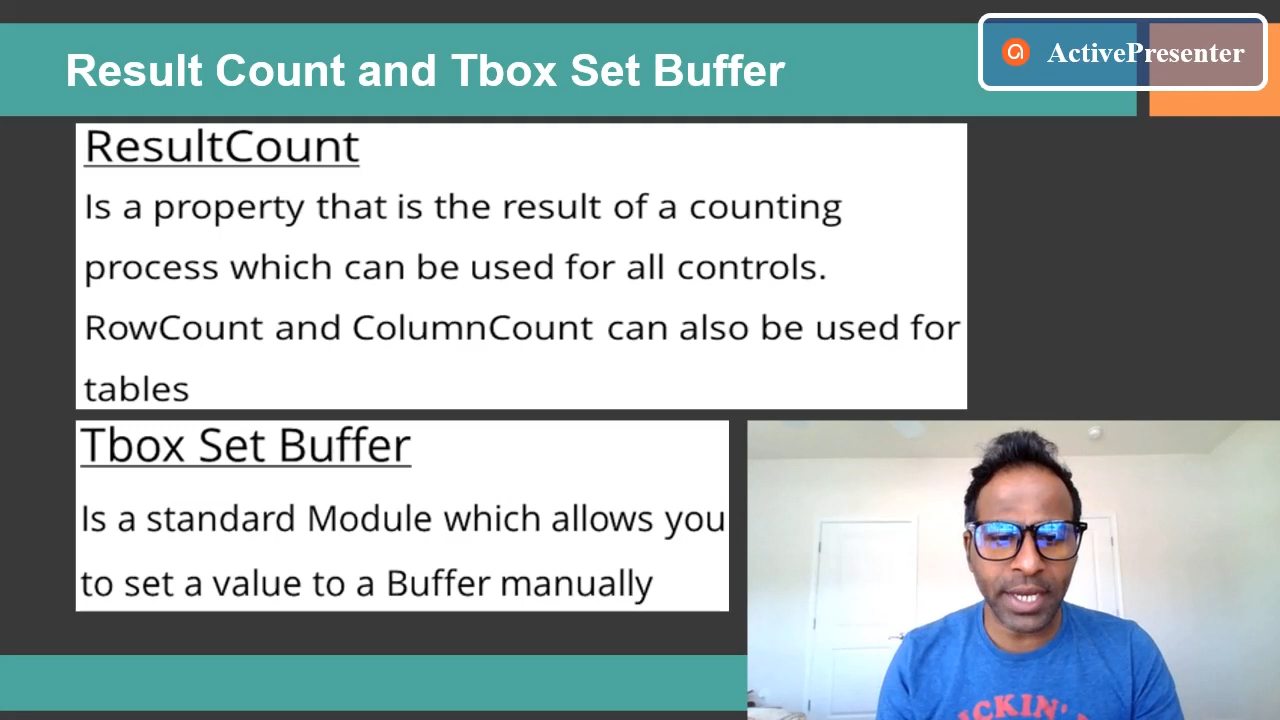 Result Count and Tbox Set Buffer
ActivePresenter
ResultCount
Is a property that is the result of a counting
process which can be used for all controls.
RowCount and ColumnCount can also be used for
tables
Tbox Set Buffer
Is a standard Module which allows you
to set a value to a Buffer manually